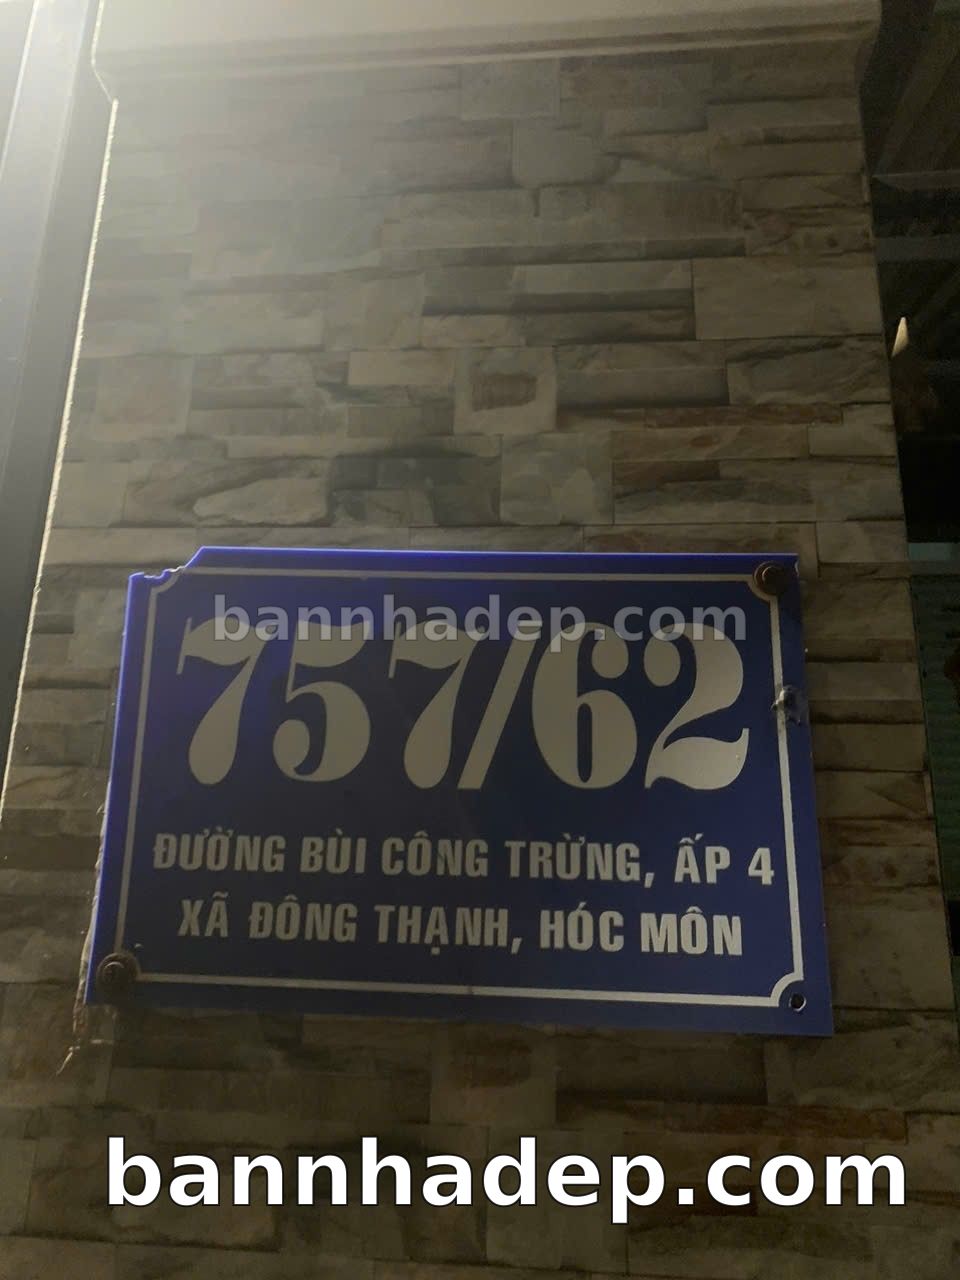 bannhadep.com
757/62
ĐƯỜNG BÙI CÔNG TRỪNG, ẤP 4
XÃ ĐÔNG THẠNH, HÓC MÔN
bannhadep.com